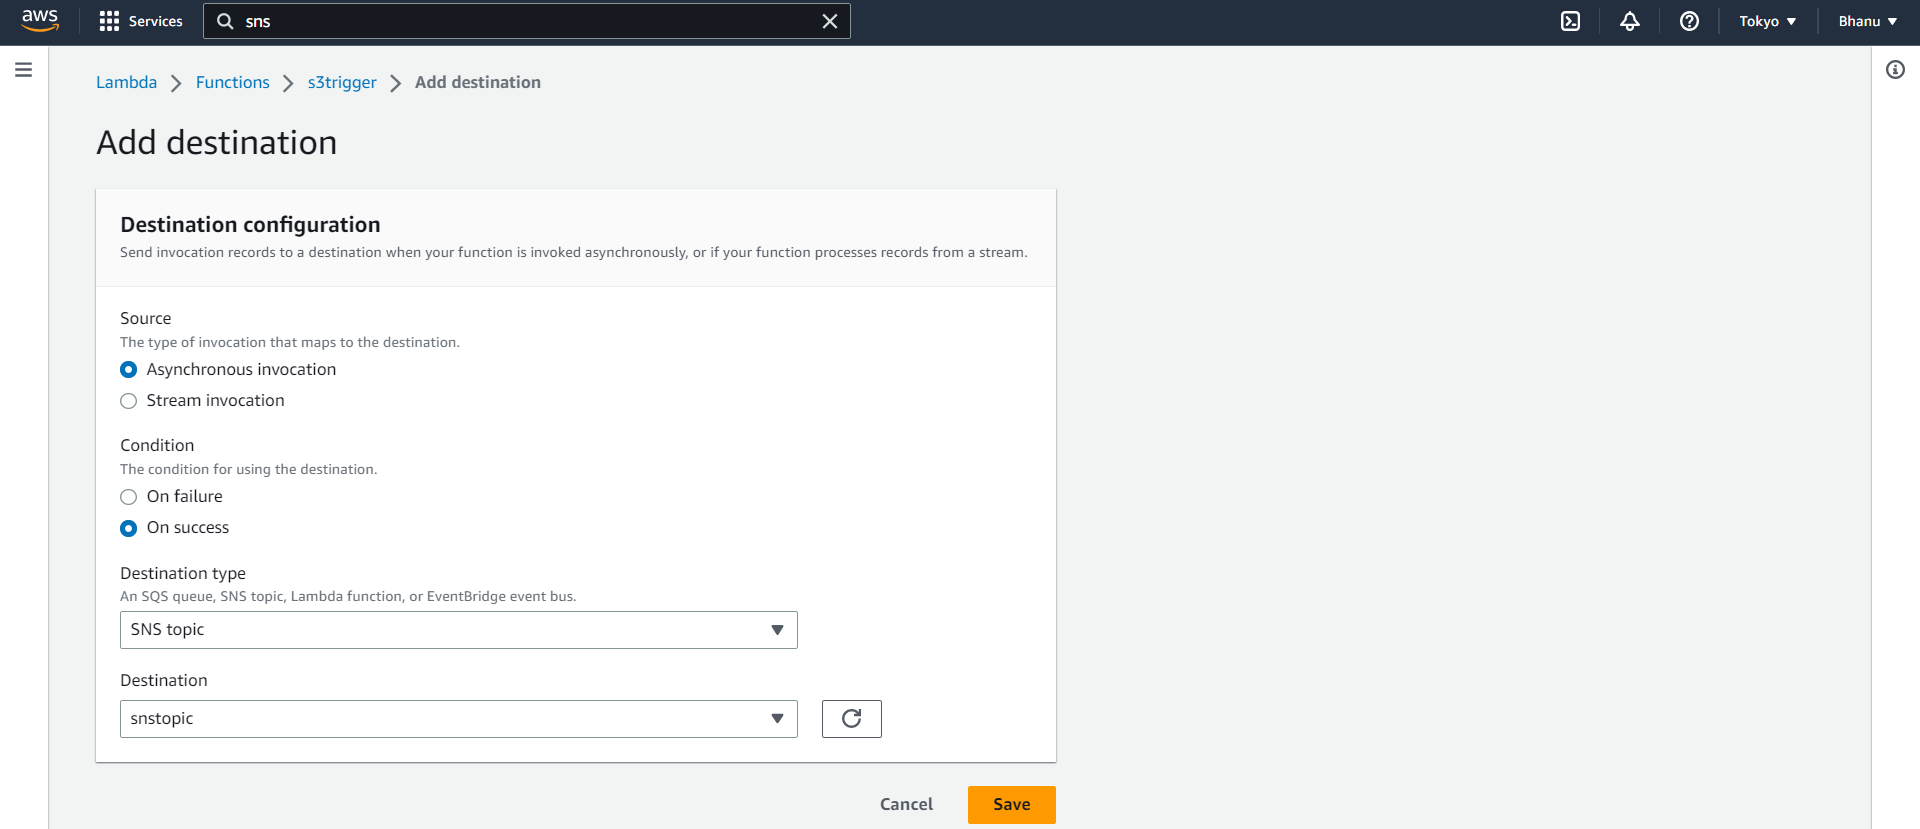 aws Services sns Tokyo Bhanu
Lambda Functions s3trigger Add destination
Add destination
Destination configuration
Send invocation records to a destination when your function is invoked asynchronously, or if your function processes records from a stream.
Source
The type of invocation that maps to the destination.
Asynchronous invocation
Stream invocation
Condition
The condition for using the destination.
On failure
On success
Destination type
An SQS queue, SNS topic, Lambda function, or EventBridge event bus.
SNS topic
Destination
snstopic
Cancel Save